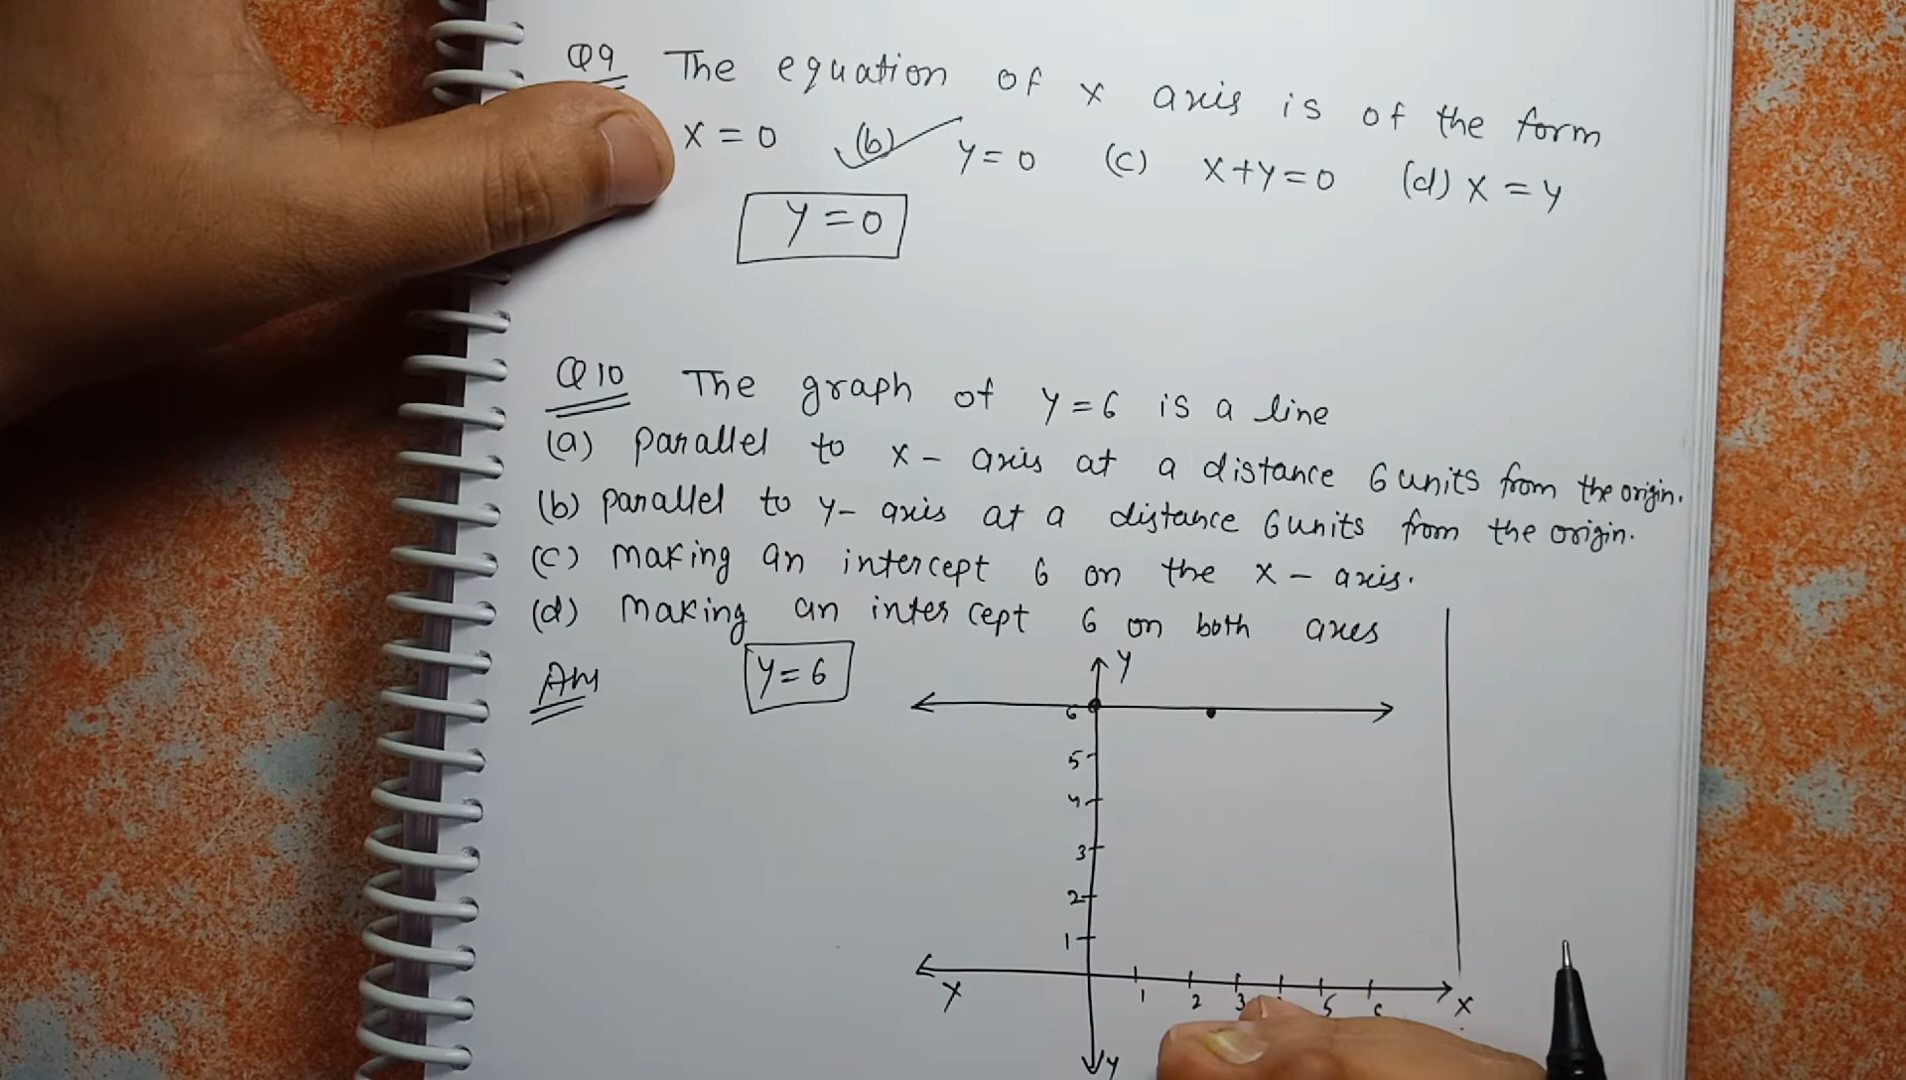 Q9 The equation of x axis is of the form
x = 0 (b) y = 0 (c) x+y=0 (d) x = y
y = 0
Q10 The graph of y = 6 is a line
(a) parallel to x - axis at a distance 6 units from the origin.
(b) parallel to y - axis at a distance 6 units from the origin.
(c) making an intercept 6 on the x - axis.
(d) making an intercept 6 on both axes
Ans y = 6
y
6
5
4
3
2
1
x 1 2 3 5 x
y